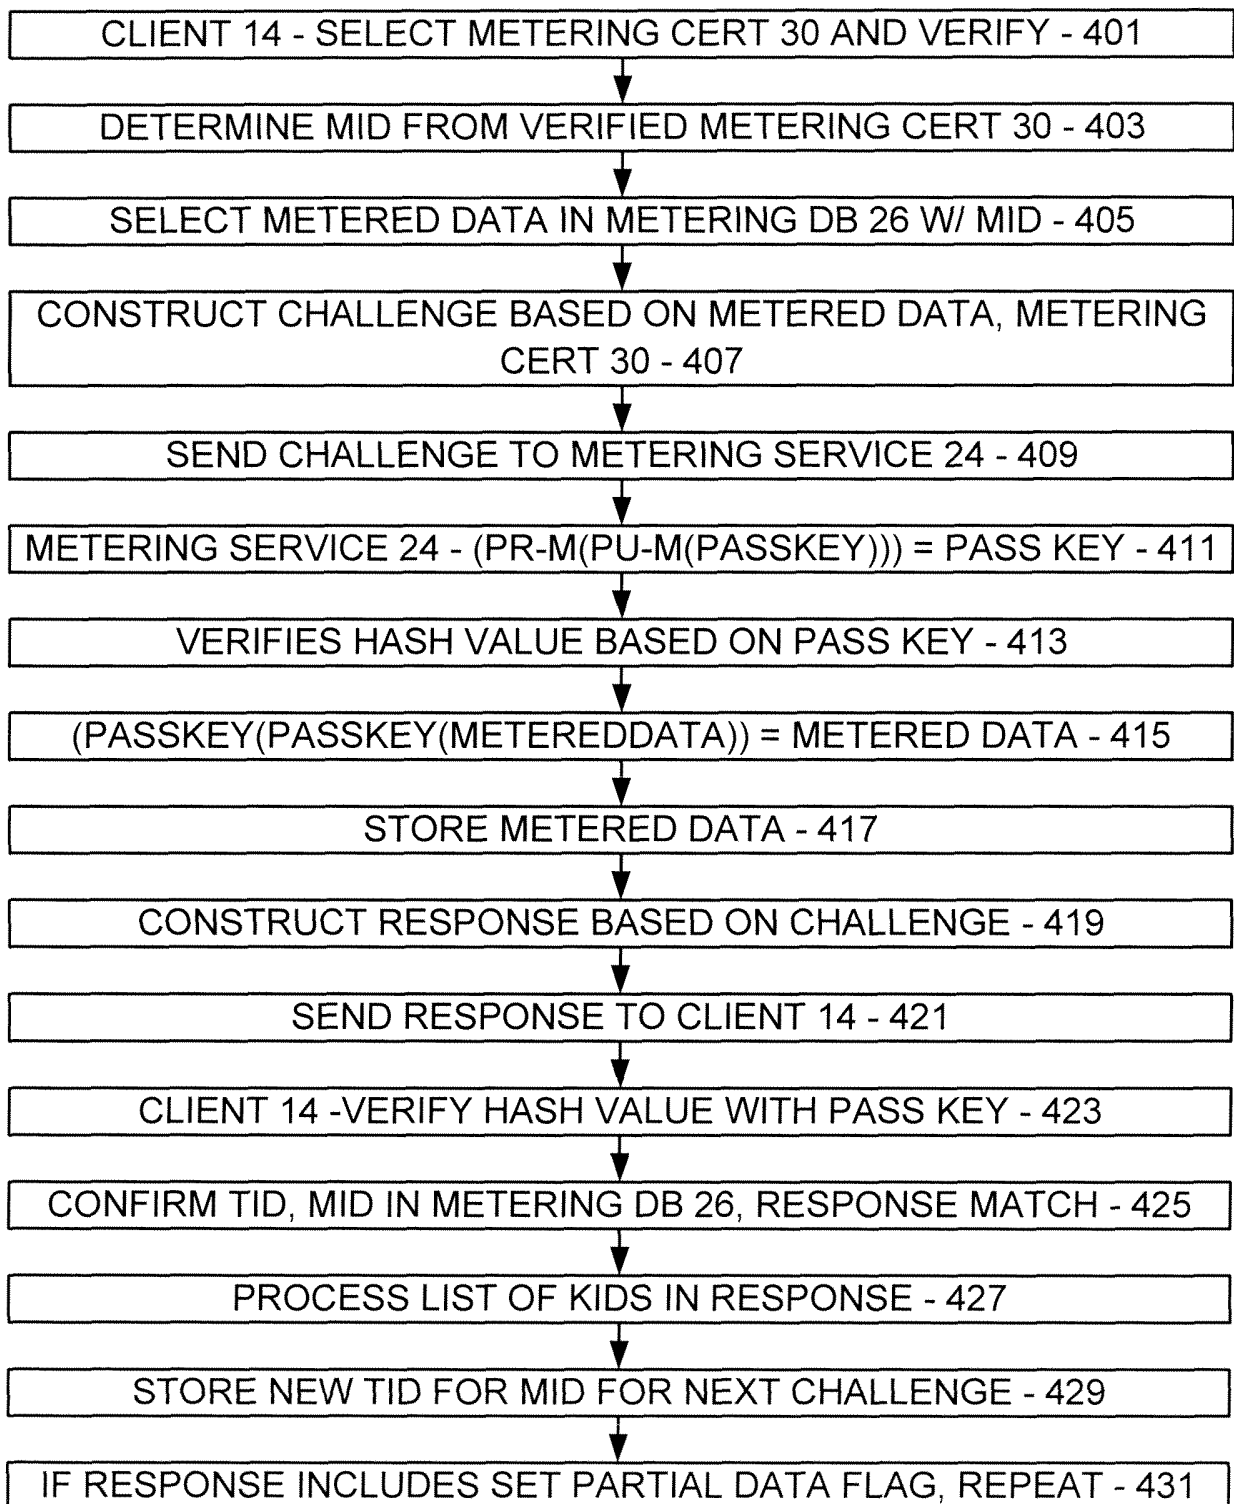 CLIENT 14 - SELECT METERING CERT 30 AND VERIFY - 401
DETERMINE MID FROM VERIFIED METERING CERT 30 - 403
SELECT METERED DATA IN METERING DB 26 W/ MID - 405
CONSTRUCT CHALLENGE BASED ON METERED DATA, METERING
CERT 30 - 407
SEND CHALLENGE TO METERING SERVICE 24 - 409
METERING SERVICE 24 - (PR-M(PU-M(PASSKEY))) = PASS KEY - 411
VERIFIES HASH VALUE BASED ON PASS KEY - 413
(PASSKEY(PASSKEY(METEREDDATA)) = METERED DATA - 415
STORE METERED DATA - 417
CONSTRUCT RESPONSE BASED ON CHALLENGE - 419
SEND RESPONSE TO CLIENT 14 - 421
CLIENT 14 -VERIFY HASH VALUE WITH PASS KEY - 423
CONFIRM TID, MID IN METERING DB 26, RESPONSE MATCH - 425
PROCESS LIST OF KIDS IN RESPONSE - 427
STORE NEW TID FOR MID FOR NEXT CHALLENGE - 429
IF RESPONSE INCLUDES SET PARTIAL DATA FLAG, REPEAT - 431